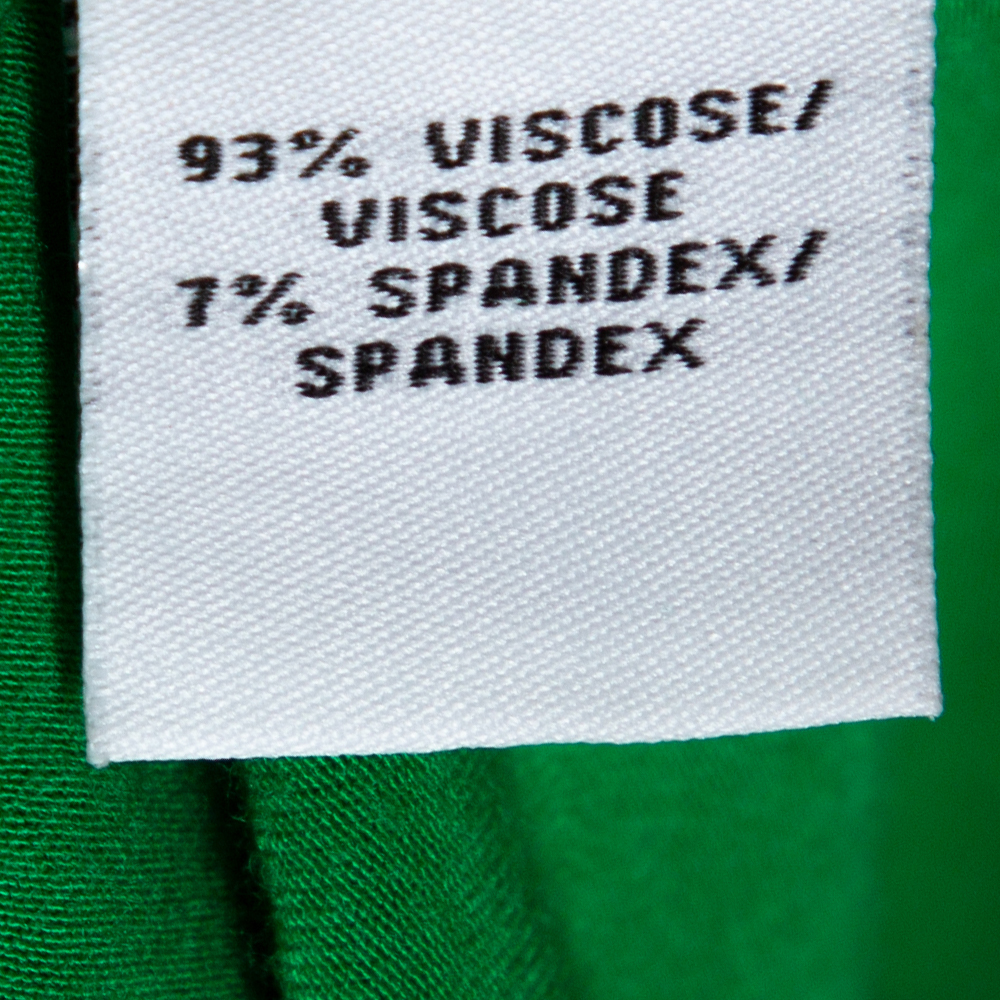 93% VISCOSE/
VISCOSE
7% SPANDEX/
SPANDEX